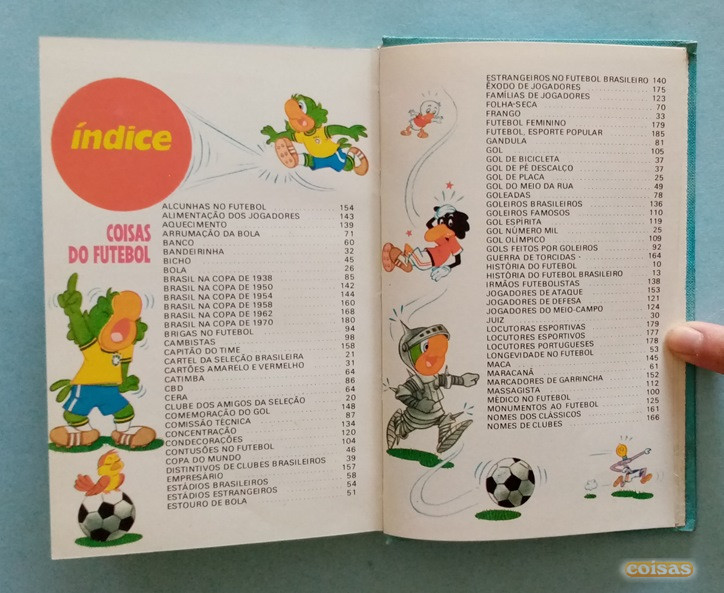 índice
COISAS
DO FUTEBOL
ALCUNHAS NO FUTEBOL 154
ALIMENTAÇÃO DOS JOGADORES 143
AQUECIMENTO 139
ARRUMAÇÃO DA BOLA 71
BANCO 60
BANDEIRINHA 32
BICHO 45
BOLA 26
BRASIL NA COPA DE 1938 85
BRASIL NA COPA DE 1950 142
BRASIL NA COPA DE 1954 144
BRASIL NA COPA DE 1958 160
BRASIL NA COPA DE 1962 168
BRASIL NA COPA DE 1970 180
BRIGAS NO FUTEBOL 94
CAMBISTAS 98
CAPITÃO DO TIME 158
CARTEL DA SELEÇÃO BRASILEIRA 21
CARTÕES AMARELO E VERMELHO 31
CATIMBA 64
CBD 86
CERA 64
CLUBE DOS AMIGOS DA SELEÇÃO 20
COMEMORAÇÃO DO GOL 148
COMISSÃO TÉCNICA 87
CONCENTRAÇÃO 134
CONDECORAÇÕES 120
CONTUSÕES NO FUTEBOL 104
COPA DO MUNDO 46
DISTINTIVOS DE CLUBES BRASILEIROS 39
EMPRESÁRIO 157
ESTÁDIOS BRASILEIROS 58
ESTÁDIOS ESTRANGEIROS 54
ESTOURO DE BOLA 51
ESTRANGEIROS NO FUTEBOL BRASILEIRO 140
ÊXODO DE JOGADORES 175
FAMÍLIAS DE JOGADORES 123
FOLHA-SECA 70
FRANGO 33
FUTEBOL FEMININO 179
FUTEBOL, ESPORTE POPULAR 185
GANDULA 81
GOL 105
GOL DE BICICLETA 37
GOL DE PÉ DESCALÇO 37
GOL DE PLACA 25
GOL DO MEIO DA RUA 49
GOLEADAS 78
GOLEIROS BRASILEIROS 136
GOLEIROS FAMOSOS 110
GOL ESPÍRITA 119
GOL NÚMERO MIL 25
GOL OLÍMPICO 109
GOLS FEITOS POR GOLEIROS 92
GUERRA DE TORCIDAS - 164
HISTÓRIA DO FUTEBOL 10
HISTÓRIA DO FUTEBOL BRASILEIRO 13
IRMÃOS FUTEBOLISTAS 138
JOGADORES DE ATAQUE 153
JOGADORES DE DEFESA 121
JOGADORES DO MEIO-CAMPO 124
JUIZ 30
LOCUTORAS ESPORTIVAS 179
LOCUTORES ESPORTIVOS 177
LOCUTORES PORTUGUESES 178
LONGEVIDADE NO FUTEBOL 53
MACA 145
MARACANÃ 61
MARCADORES DE GARRINCHA 152
MASSAGISTA 112
MÉDICO NO FUTEBOL 100
MONUMENTOS AO FUTEBOL 125
NOMES DOS CLÁSSICOS 161
NOMES DE CLUBES 166
coisas